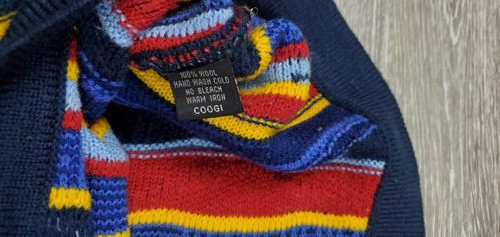 100% WOOL
HAND WASH COLD
NO BLEACH
WARM IRON
COOGI